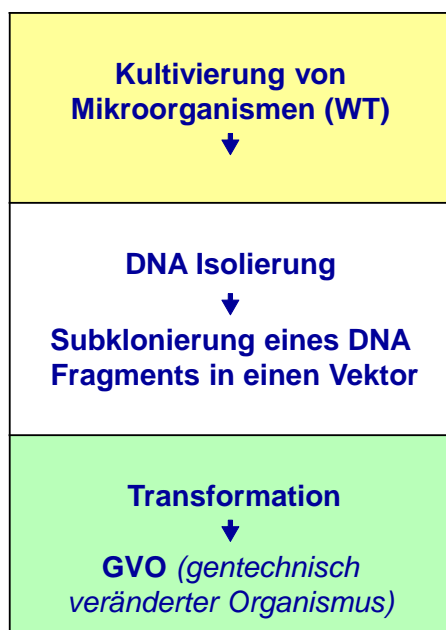 Kultivierung von
Mikroorganismen (WT)
DNA Isolierung
Subklonierung eines DNA
Fragments in einen Vektor
Transformation
GVO (gentechnisch
veränderter Organismus)